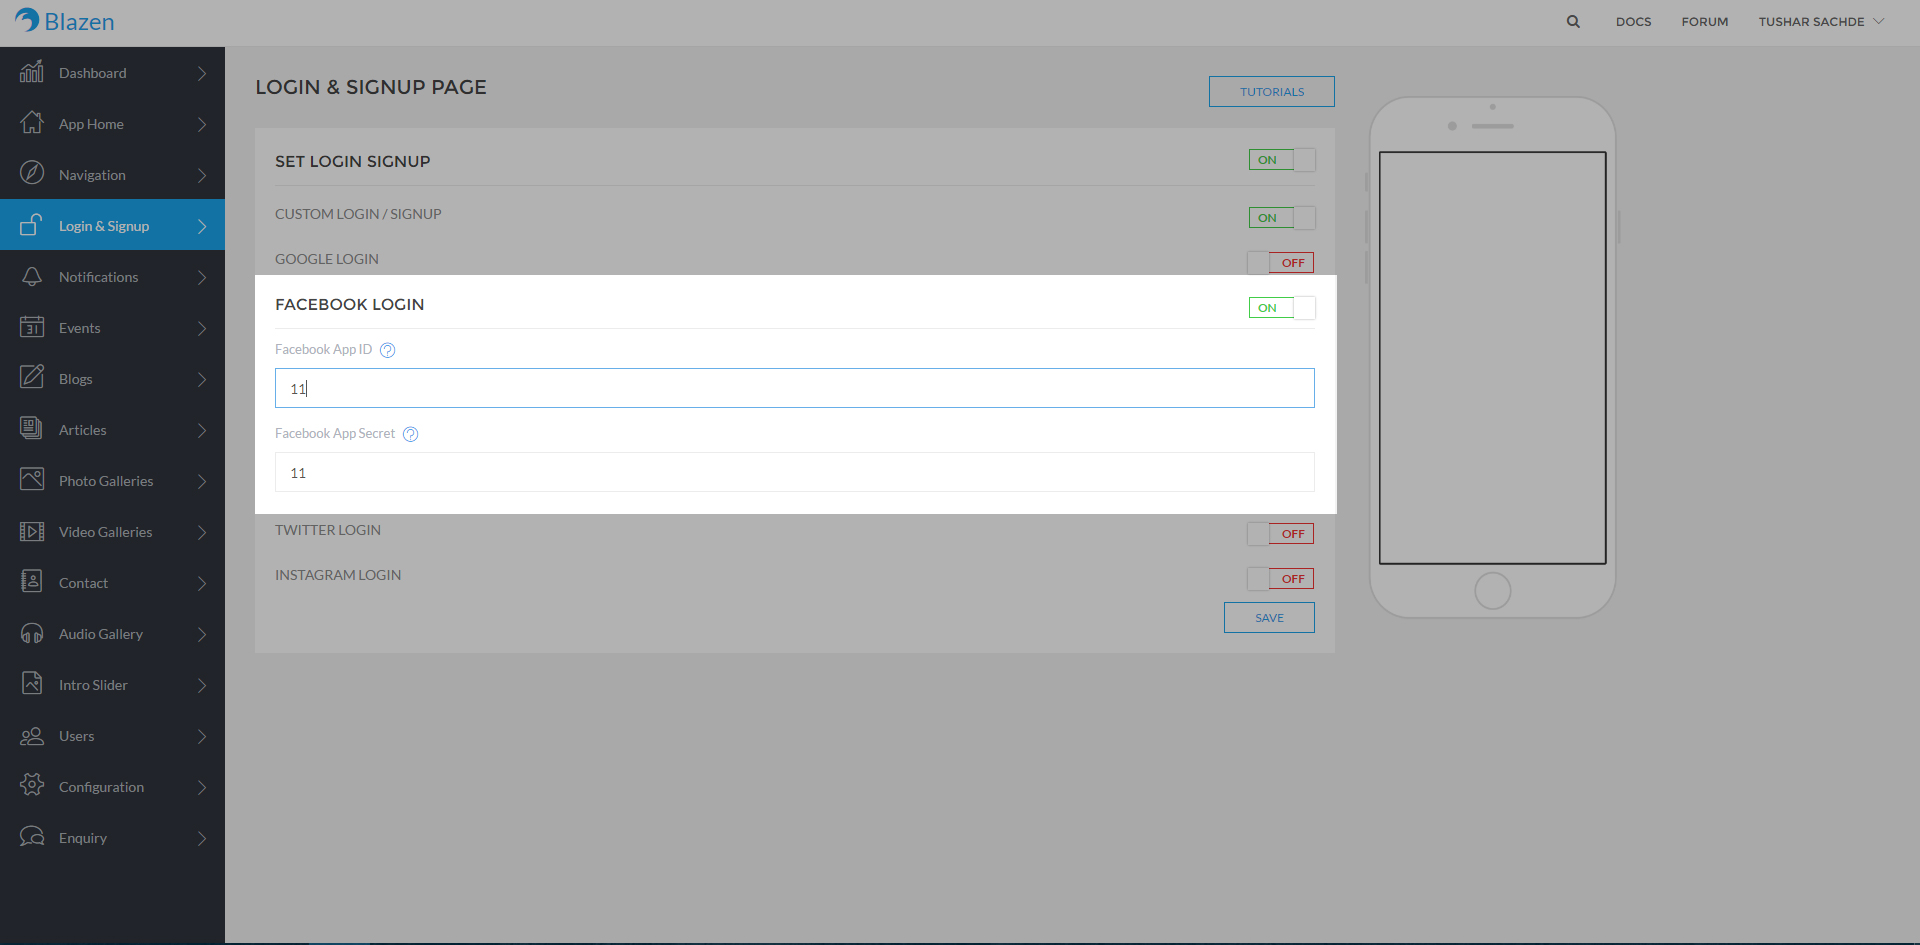 Blazen
DOCS
FORUM
TUSHAR SACHDE
Dashboard
App Home
Navigation
Login & Signup
Notifications
31
Events
Blogs
Articles
Photo Galleries
Video Galleries
Contact
Audio Gallery
Intro Slider
Users
Configuration
Enquiry
LOGIN & SIGNUP PAGE
TUTORIALS
SET LOGIN SIGNUP
ON
CUSTOM LOGIN / SIGNUP
ON
GOOGLE LOGIN
OFF
FACEBOOK LOGIN
ON
Facebook App ID ?
11
Facebook App Secret ?
11
TWITTER LOGIN
OFF
INSTAGRAM LOGIN
OFF
SAVE